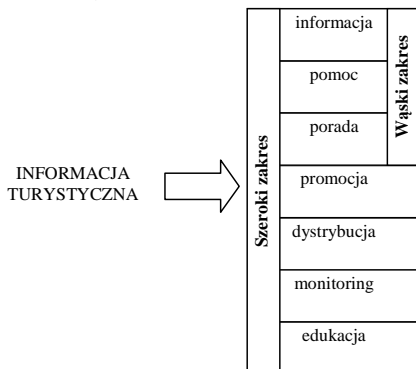 INFORMACJA
TURYSTYCZNA
Szeroki zakres
informacja
pomoc
porada
Wąski zakres
promocja
dystrybucja
monitoring
edukacja